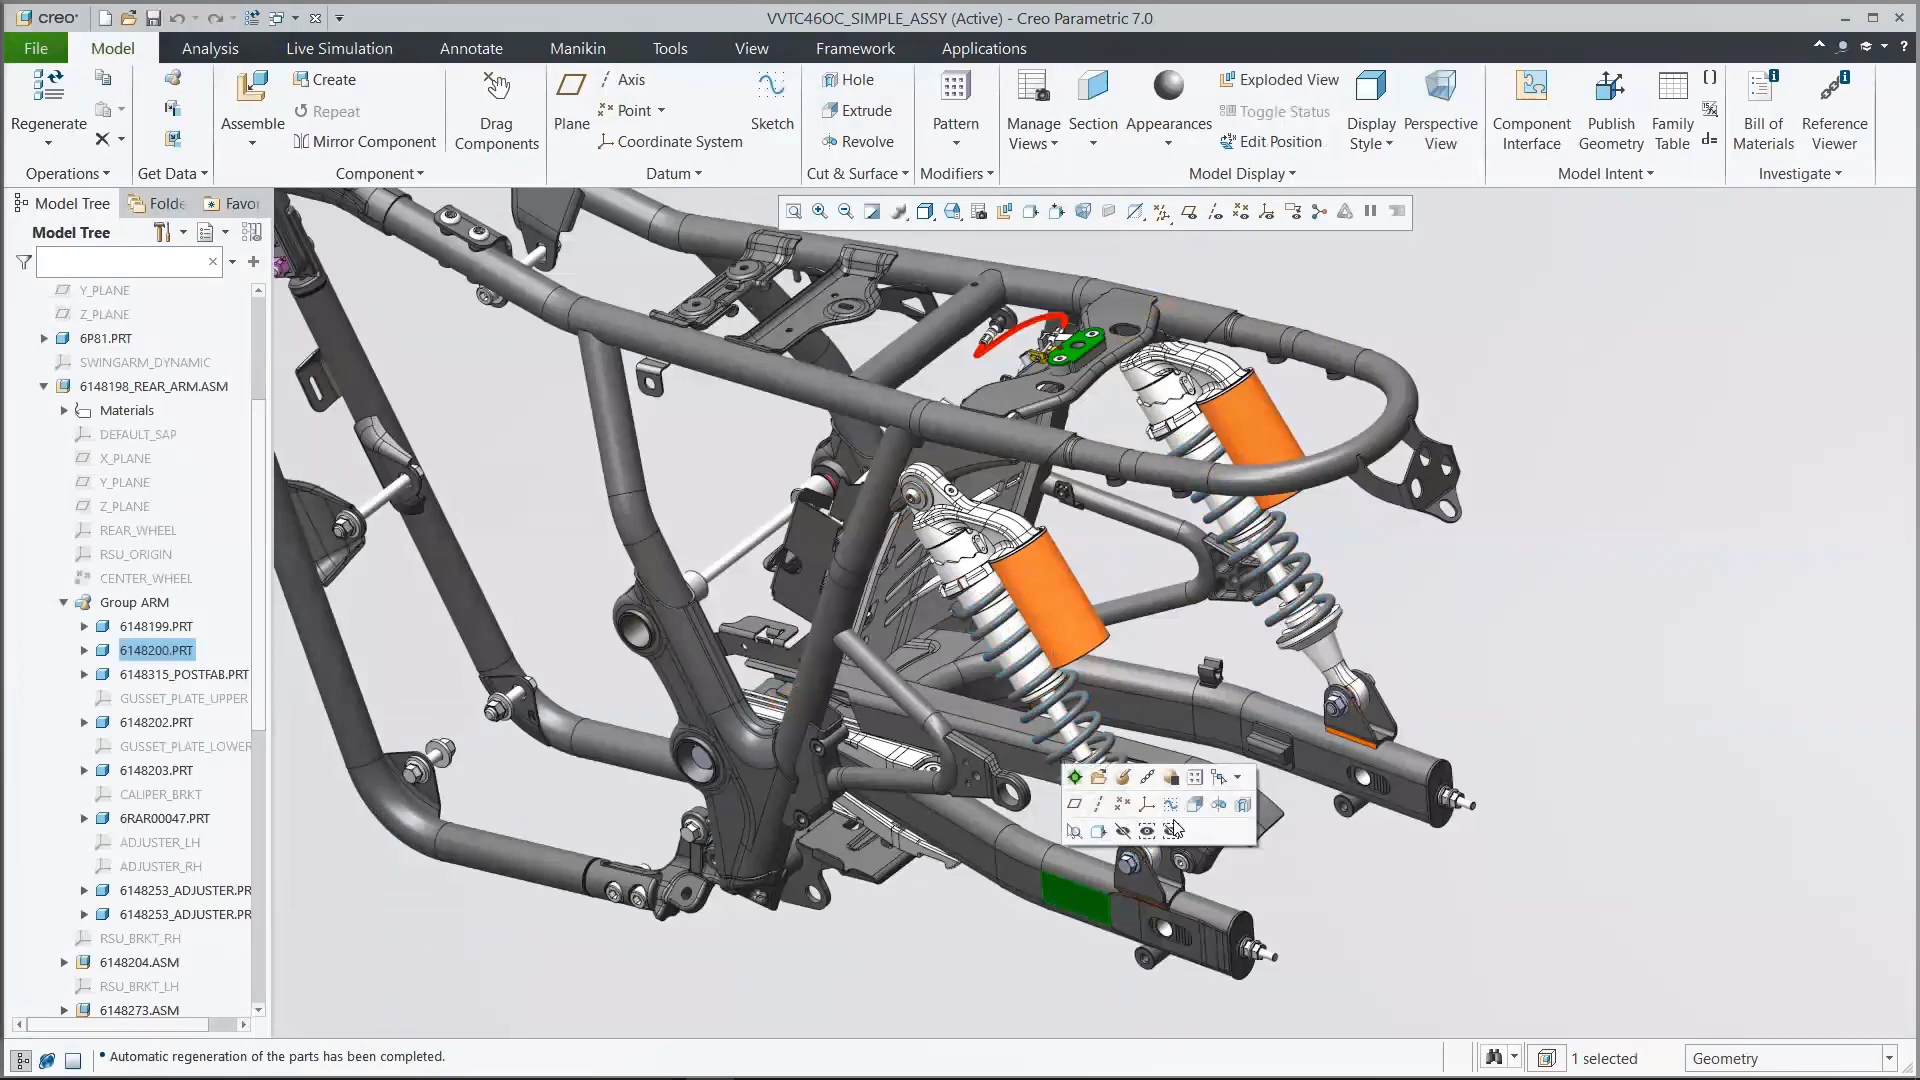 creo
VVTC46OC_SIMPLE_ASSY (Active) - Creo Parametric 7.0
File
Model
Analysis
Live Simulation
Annotate
Manikin
Tools
View
Framework
Applications
Regenerate
Operations
Get Data
Assemble
Create
Repeat
Mirror Component
Drag
Components
Component
Plane
Axis
Point
Coordinate System
Sketch
Datum
Hole
Extrude
Revolve
Cut & Surface
Pattern
Modifiers
Manage
Views
Section
Appearances
Exploded View
Toggle Status
Edit Position
Display
Style
Perspective
View
Model Display
Component
Interface
Publish
Geometry
Family
Table
Model Intent
Bill of
Materials
Reference
Viewer
Investigate
Model Tree
Folde
Favor
Model Tree
Y_PLANE
Z_PLANE
6P81.PRT
SWINGARM_DYNAMIC
6148198_REAR_ARM.ASM
Materials
DEFAULT_SAP
X_PLANE
Y_PLANE
Z_PLANE
REAR_WHEEL
RSU_ORIGIN
CENTER_WHEEL
Group ARM
6148199.PRT
6148200.PRT
6148315_POSTFAB.PRT
GUSSET_PLATE_UPPER
6148202.PRT
GUSSET_PLATE_LOWER
6148203.PRT
CALIPER_BRKT
6RAR00047.PRT
ADJUSTER_LH
ADJUSTER_RH
6148253_ADJUSTER.PR
6148253_ADJUSTER.PR
RSU_BRKT_RH
6148204.ASM
RSU_BRKT_LH
6148273.ASM
• Automatic regeneration of the parts has been completed.
1 selected
Geometry